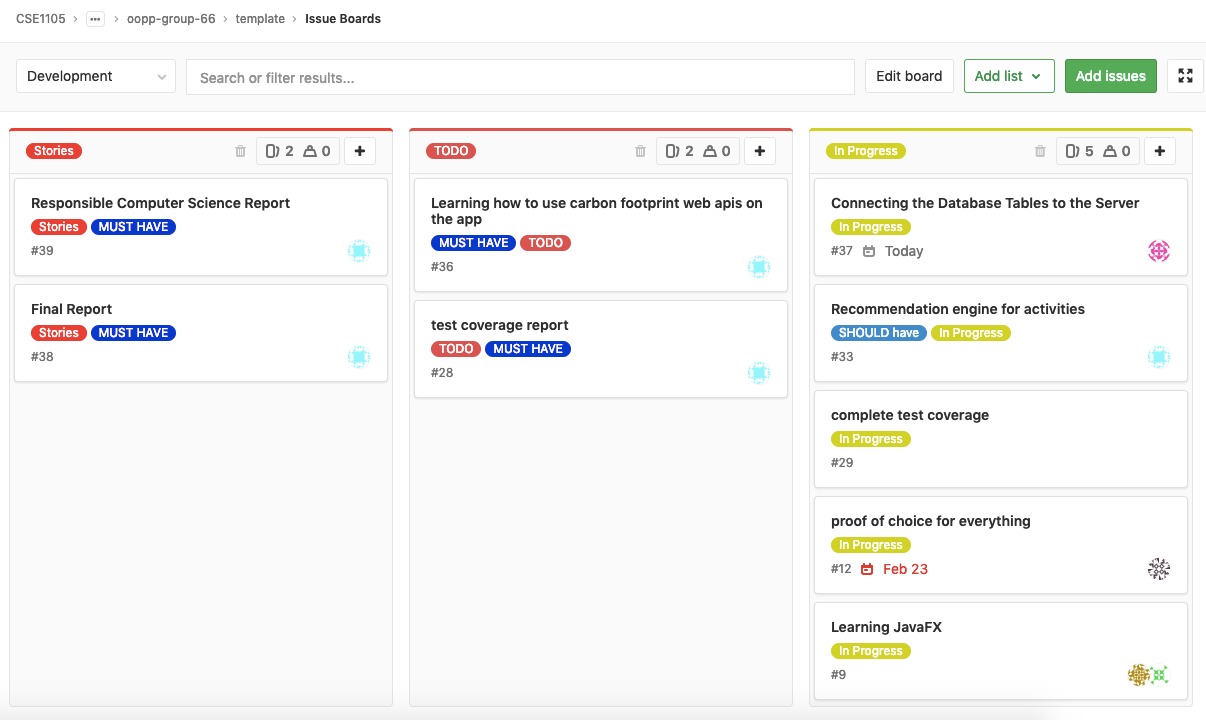 CSE1105 › ••• › oopp-group-66 › template › Issue Boards
Development
Search or filter results...
Edit board
Add list
Add issues
Stories 2 0 +
Responsible Computer Science Report
Stories MUST HAVE
#39
Final Report
Stories MUST HAVE
#38
TODO 2 0 +
Learning how to use carbon footprint web apis on
the app
MUST HAVE TODO
#36
test coverage report
TODO MUST HAVE
#28
In Progress 5 0 +
Connecting the Database Tables to the Server
In Progress
#37 Today
Recommendation engine for activities
SHOULD have In Progress
#33
complete test coverage
In Progress
#29
proof of choice for everything
In Progress
#12 Feb 23
Learning JavaFX
In Progress
#9